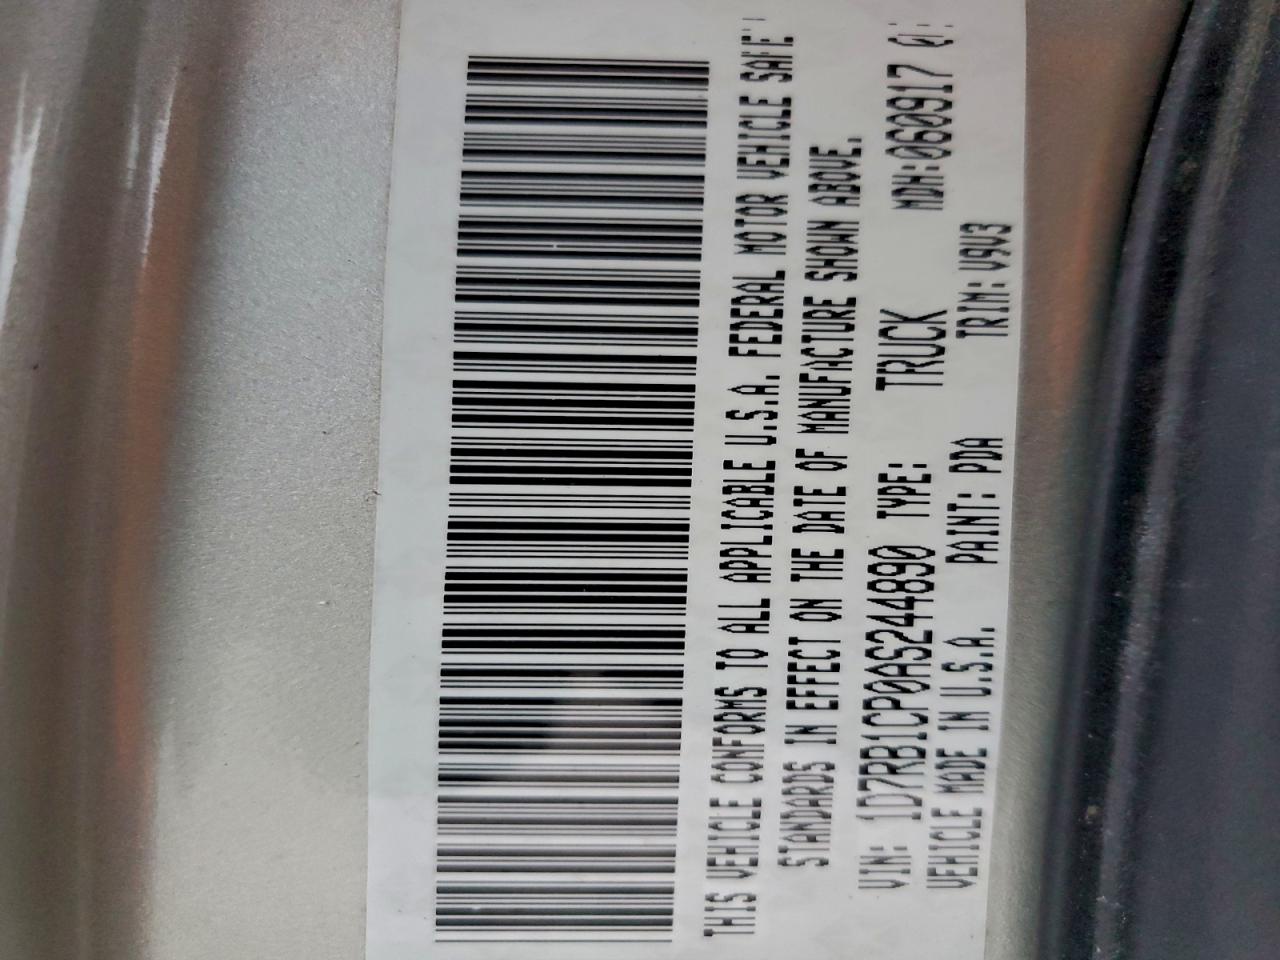 THIS VEHICLE CONFORMS TO ALL APPLICABLE U.S.A. FEDERAL MOTOR VEHICLE
STANDARDS IN EFFECT ON THE DATE OF MANUFACTURE SHOWN ABOVE.
VIN: 1D7RB1CP0AS244890 TYPE: TRUCK MDH:060917
VEHICLE MADE IN U.S.A. PAINT: PDA TRIM: V9V3